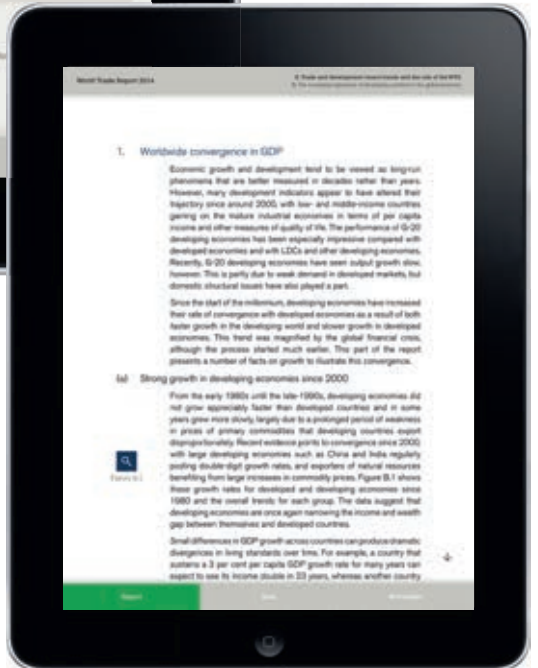 World Trade Report 2014
1. Worldwide convergence in GDP
Economic growth and development tend to be viewed as long-run
phenomena that are better measured in decades rather than years.
However, many development indicators appear to have altered their
trajectory since around 2000, with low- and middle-income countries
gaining on the mature industrial economies in terms of per capita
income and other measures of quality of life. The performance of G-20
developing economies has been especially impressive compared with
developed economies and with LDCs and other developing economies.
Recently, G-20 developing economies have seen output growth slow,
however. This is partly due to weak demand in developed markets, but
domestic structural issues have also played a part.
Since the start of the millennium, developing economies have increased
their rate of convergence with developed economies as a result of both
faster growth in the developing world and slower growth in developed
economies. This trend was magnified by the global financial crisis,
although the process started much earlier. This part of the report
presents a number of facts on growth to illustrate this convergence.
(a) Strong growth in developing economies since 2000
From the early 1980s until the late-1990s, developing economies did
not grow appreciably faster than developed countries and in some
years grew more slowly, largely due to a prolonged period of weakness
in prices of primary commodities that developing countries export
disproportionately. Recent evidence points to convergence since 2000,
with large developing economies such as China and India regularly
posting double-digit growth rates, and exporters of natural resources
benefiting from large increases in commodity prices. Figure B.1 shows
these growth rates for developed and developing economies since
1980 and the overall trends for each group. The data suggest that
developing economies are once again narrowing the income and wealth
gap between themselves and developed countries.
Small differences in GDP growth across countries can produce dramatic
divergences in living standards over time. For example, a country that
sustains a 3 per cent per capita GDP growth rate for many years can
expect to see its income double in 23 years, whereas another country
Report